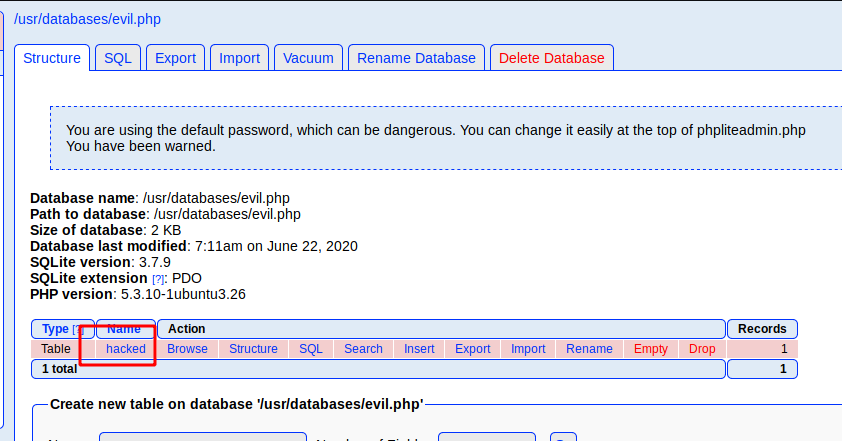 /usr/databases/evil.php
Structure SQL Export Import Vacuum Rename Database Delete Database
You are using the default password, which can be dangerous. You can change it easily at the top of phpliteadmin.php
You have been warned.
Database name: /usr/databases/evil.php
Path to database: /usr/databases/evil.php
Size of database: 2 KB
Database last modified: 7:11am on June 22, 2020
SQLite version: 3.7.9
SQLite extension [?]: PDO
PHP version: 5.3.10-1ubuntu3.26
Type [?] Name Action Records
Table hacked Browse Structure SQL Search Insert Export Import Rename Empty Drop 1
1 total 1
Create new table on database '/usr/databases/evil.php'